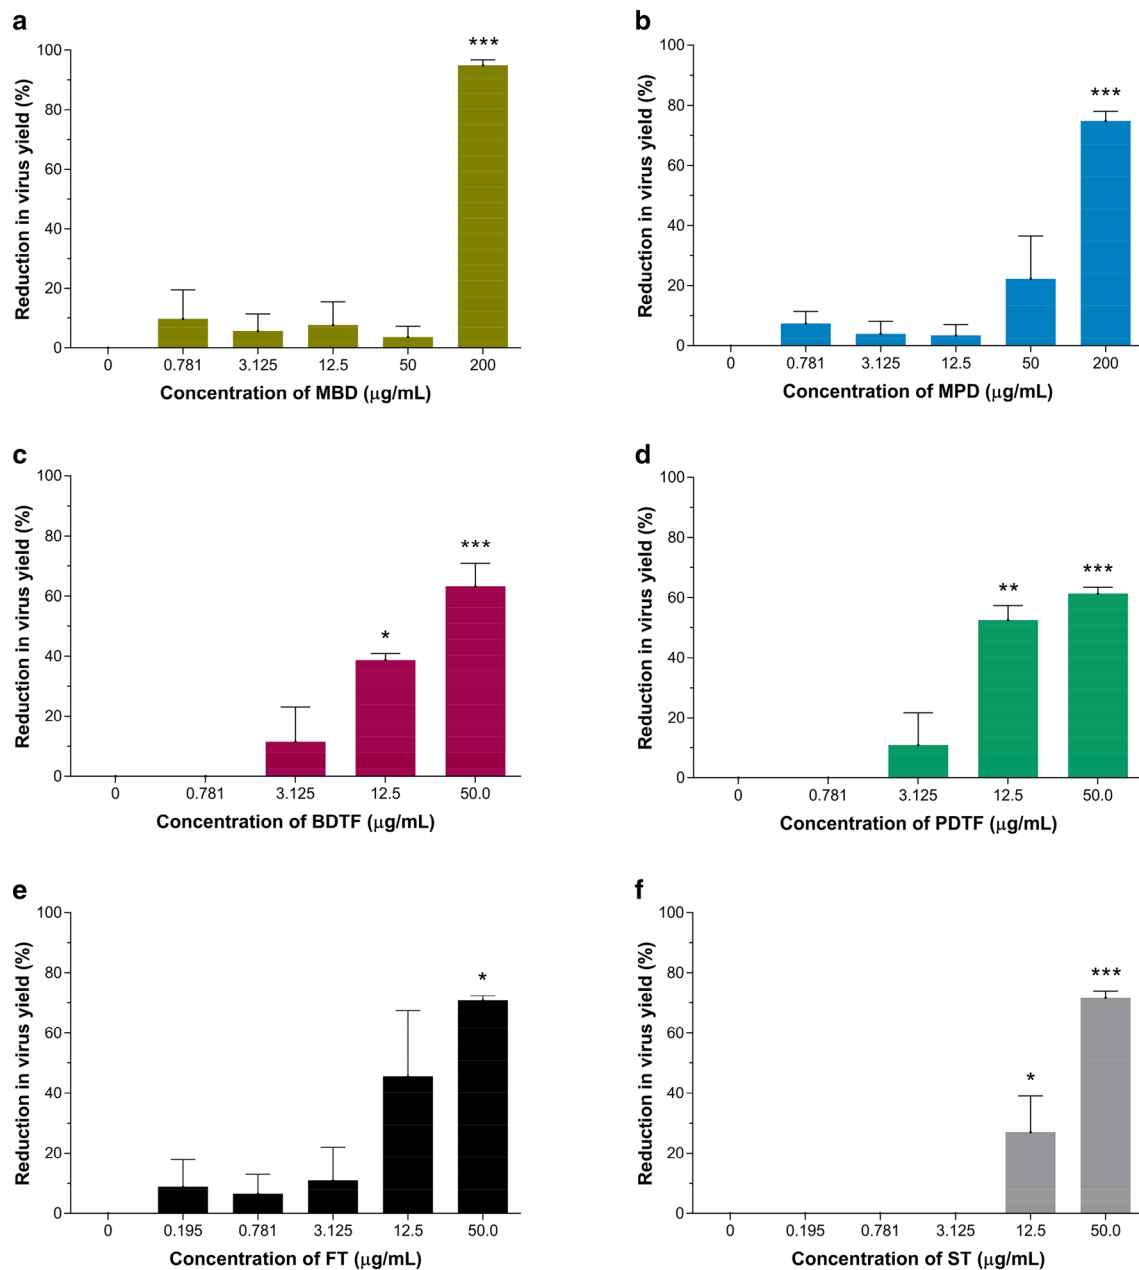 a
Reduction in virus yield (%)
100
80
60
40
20
0
***
0 0.781 3.125 12.5 50 200
Concentration of MBD (μg/mL)
b
Reduction in virus yield (%)
100
80
60
40
20
0
***
0 0.781 3.125 12.5 50 200
Concentration of MPD (μg/mL)
c
Reduction in virus yield (%)
100
80
60
40
20
0
* ***
0 0.781 3.125 12.5 50.0
Concentration of BDTF (μg/mL)
d
Reduction in virus yield (%)
100
80
60
40
20
0
** ***
0 0.781 3.125 12.5 50.0
Concentration of PDTF (μg/mL)
e
Reduction in virus yield (%)
100
80
60
40
20
0
*
0 0.195 0.781 3.125 12.5 50.0
Concentration of FT (μg/mL)
f
Reduction in virus yield (%)
100
80
60
40
20
0
* ***
0 0.195 0.781 3.125 12.5 50.0
Concentration of ST (μg/mL)